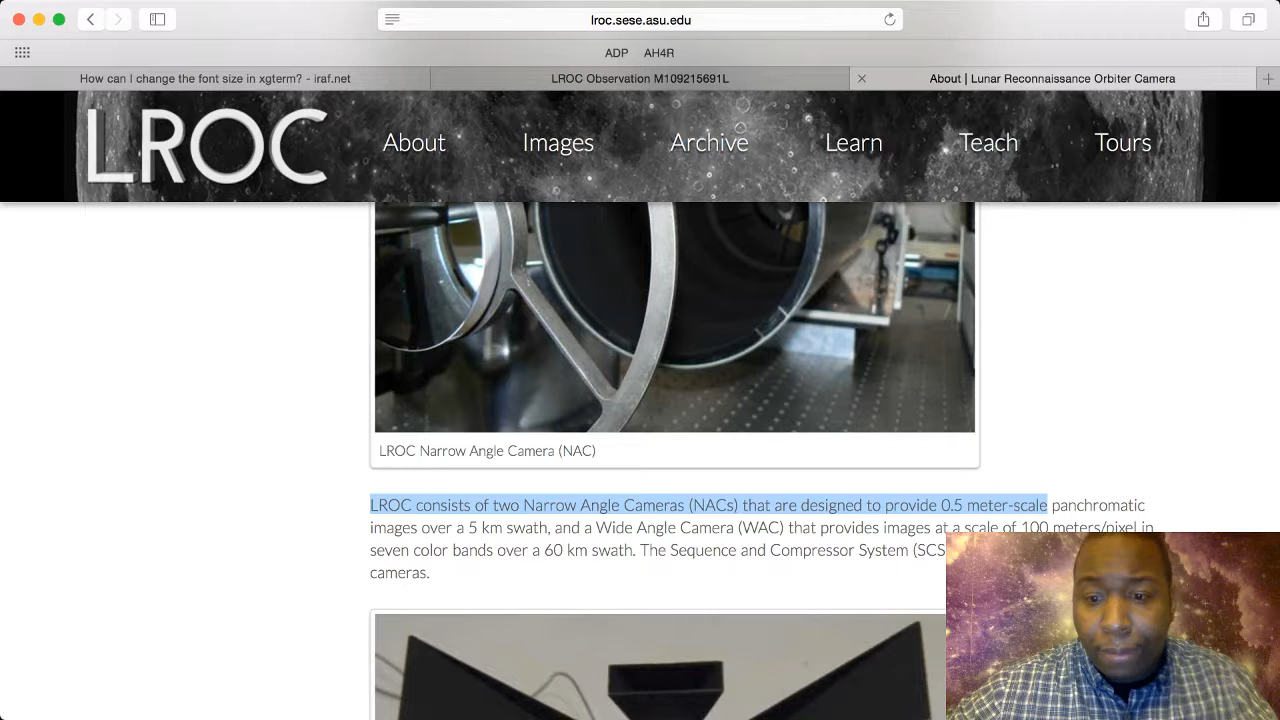 lroc.sese.asu.edu
ADP AH4R
How can I change the font size in xgterm? - iraf.net
LROC Observation M109215691L
About | Lunar Reconnaissance Orbiter Camera
LROC
About Images Archive Learn Teach Tours
LROC Narrow Angle Camera (NAC)
LROC consists of two Narrow Angle Cameras (NACs) that are designed to provide 0.5 meter-scale panchromatic
images over a 5 km swath, and a Wide Angle Camera (WAC) that provides images at a scale of 100 meters/pixel in
seven color bands over a 60 km swath. The Sequence and Compressor System (SCS
cameras.